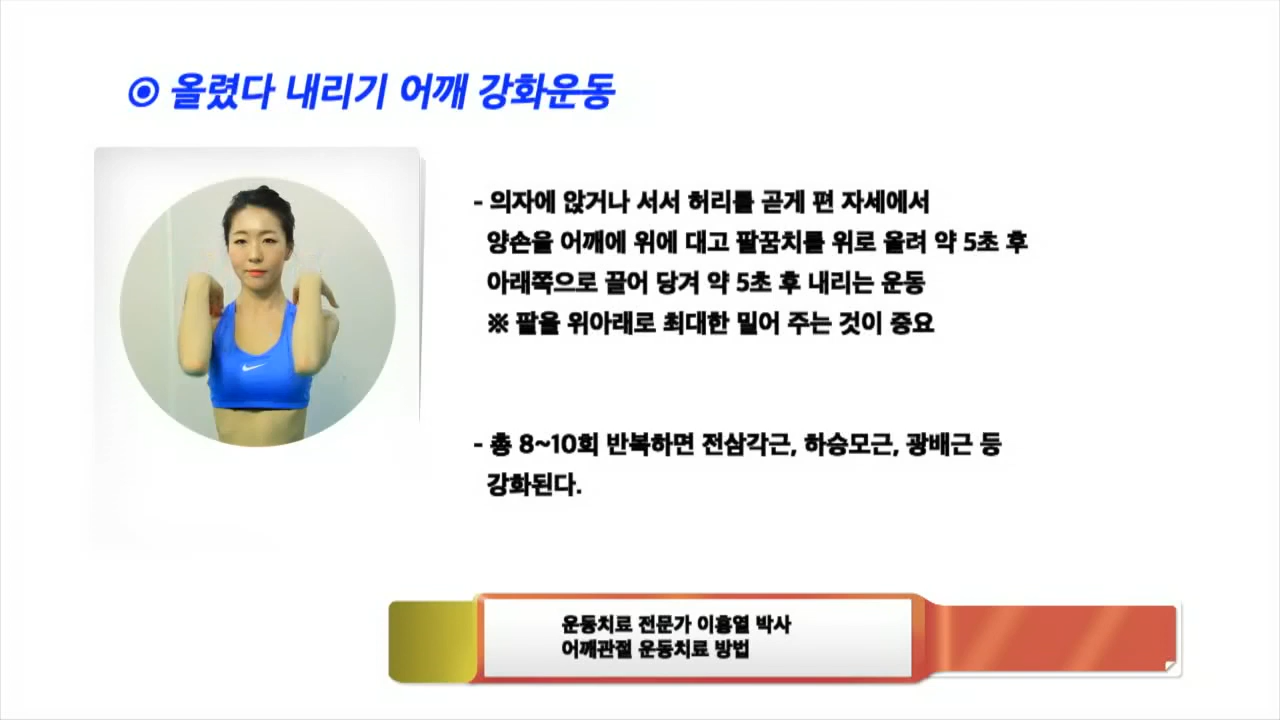 ◉ 올렸다 내리기 어깨 강화운동
- 의자에 앉거나 서서 허리를 곧게 편 자세에서
양손을 어깨에 위에 대고 팔꿈치를 위로 올려 약 5초 후
아래쪽으로 끌어 당겨 약 5초 후 내리는 운동
※ 팔을 위아래로 최대한 밀어 주는 것이 중요
- 총 8~10회 반복하면 전삼각근, 하승모근, 광배근 등
강화된다.
운동치료 전문가 이흉열 박사
어깨관절 운동치료 방법